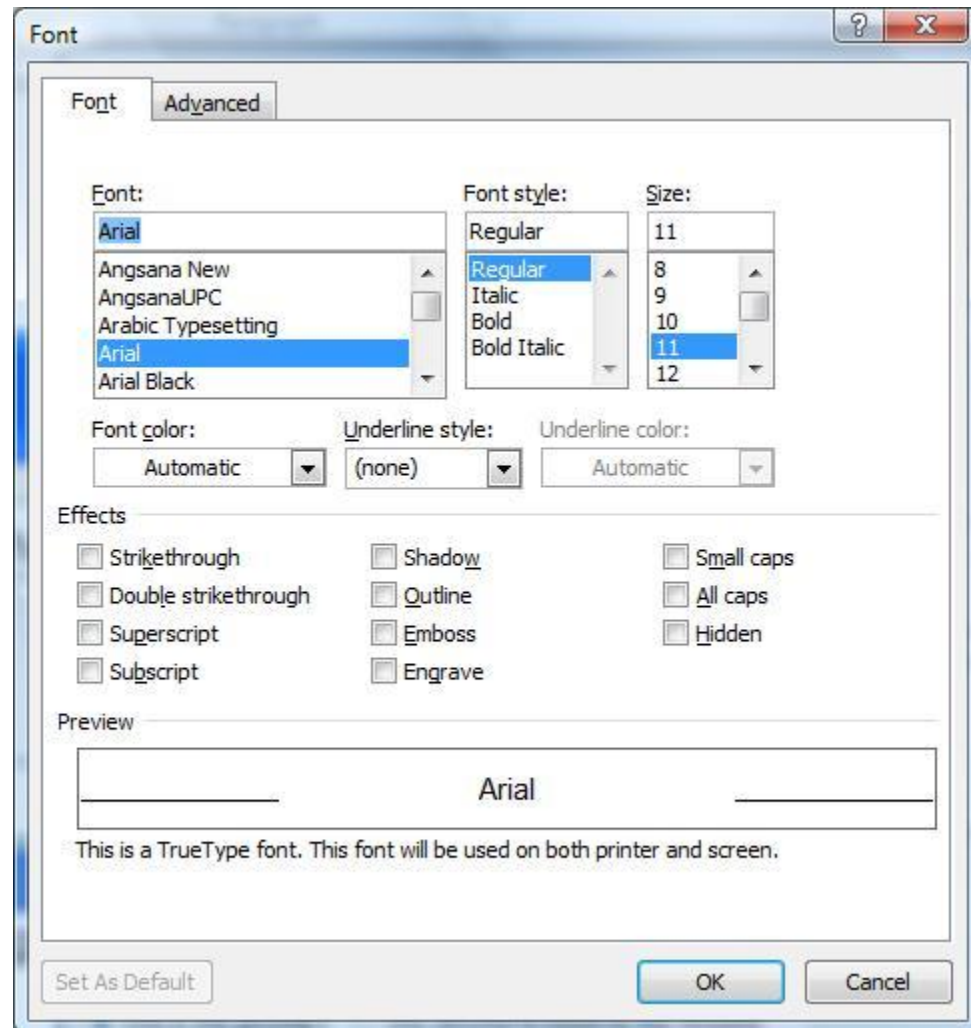 Font
Font Advanced
Font: Font style: Size:
Arial Regular 11
Angsana New Regular 8
AngsanaUPC Italic 9
Arabic Typesetting Bold 10
Arial Bold Italic 11
Arial Black 12
Font color: Underline style: Underline color:
Automatic (none) Automatic
Effects
Strikethrough Shadow Small caps
Double strikethrough Outline All caps
Superscript Emboss Hidden
Subscript Engrave
Preview
Arial
This is a TrueType font. This font will be used on both printer and screen.
Set As Default OK Cancel